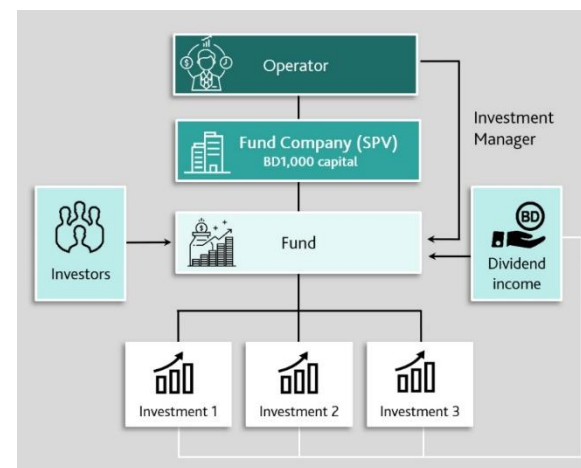 Operator
Fund Company (SPV)
BD1,000 capital
Investment
Manager
Investors
Fund
BD
Dividend
income
Investment 1
Investment 2
Investment 3